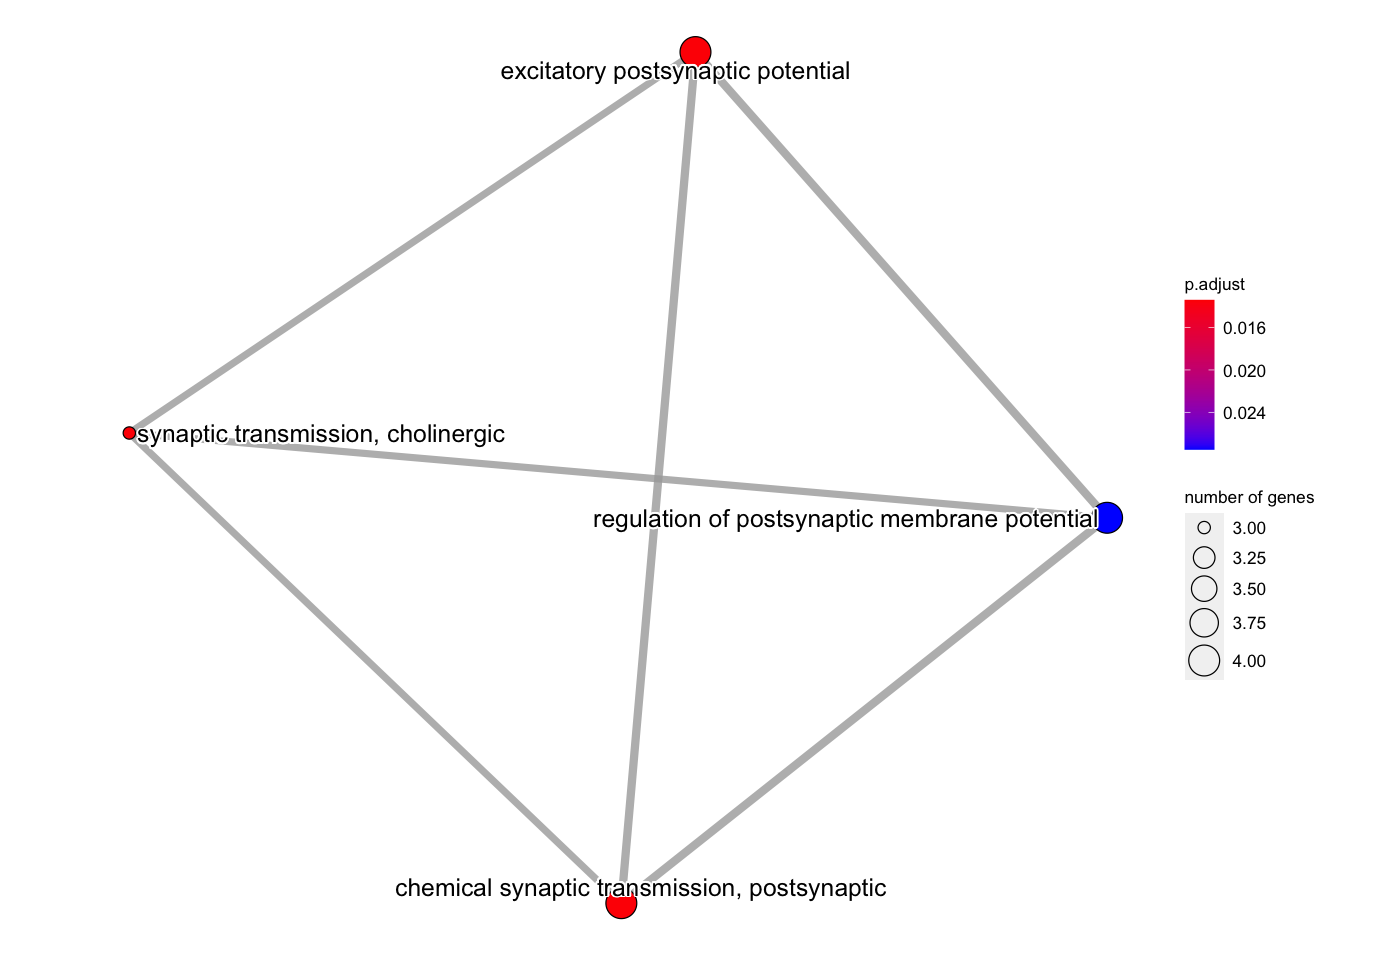 excitatory postsynaptic potential
synaptic transmission, cholinergic
regulation of postsynaptic membrane potential
chemical synaptic transmission, postsynaptic
p.adjust
0.016
0.020
0.024
number of genes
3.00
3.25
3.50
3.75
4.00